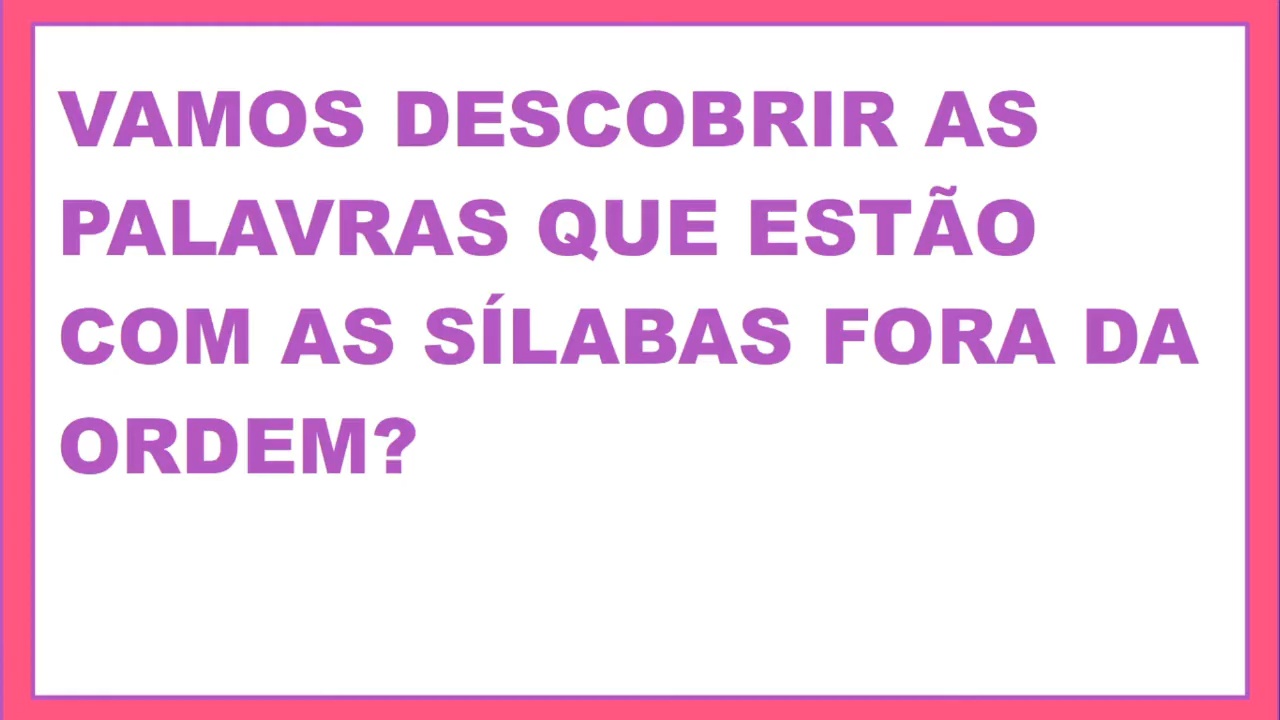 VAMOS DESCOBRIR AS
PALAVRAS QUE ESTÃO
COM AS SÍLABAS FORA DA
ORDEM?